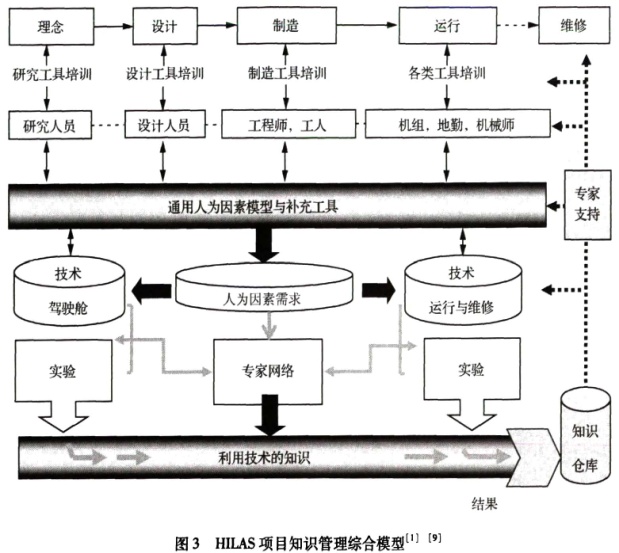 理念
设计
制造
运行
维修
研究工具培训
设计工具培训
制造工具培训
各类工具培训
研究人员
设计人员
工程师，工人
机组，地勤，机械师
通用人为因素模型与补充工具
专家
支持
技术
驾驶舱
人为因素需求
技术
运行与维修
实验
专家网络
实验
知识
仓库
利用技术的知识
结果
图3 HILAS 项目知识管理综合模型[1] [9]